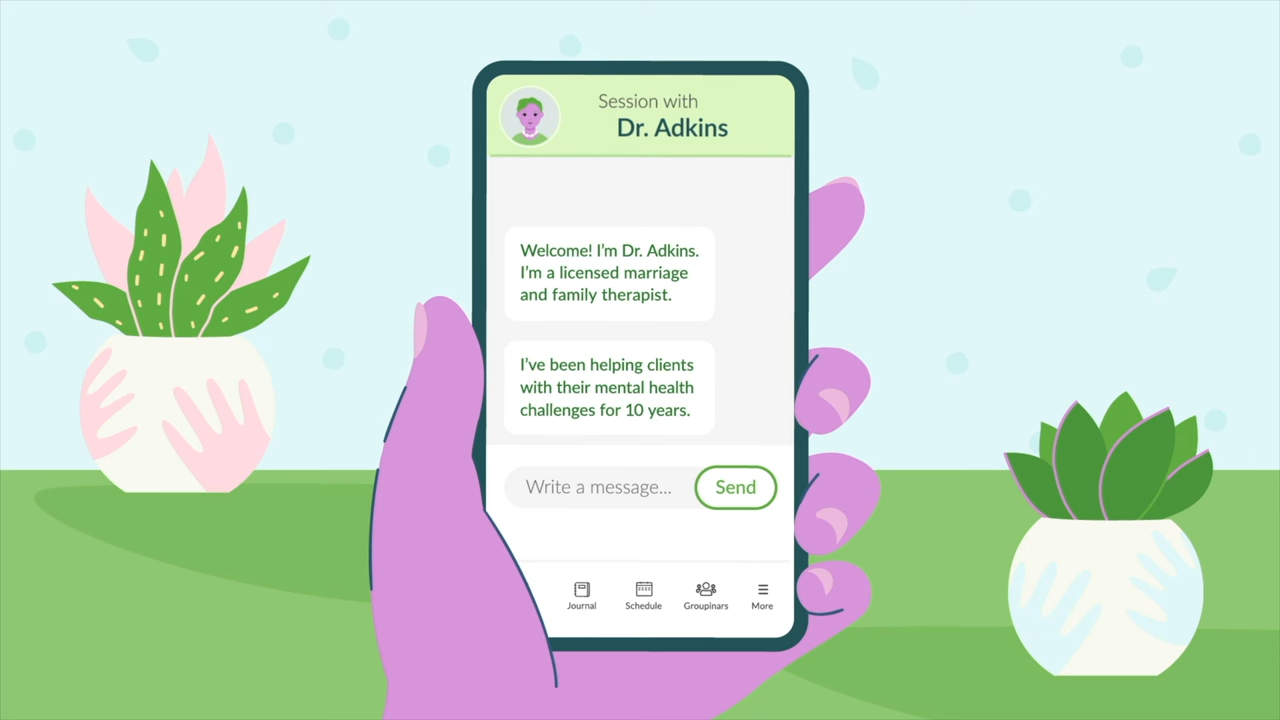 Session with
Dr. Adkins
Welcome! I'm Dr. Adkins.
I'm a licensed marriage
and family therapist.
I've been helping clients
with their mental health
challenges for 10 years.
Write a message...
Send
Journal
Schedule
Groupinars
More